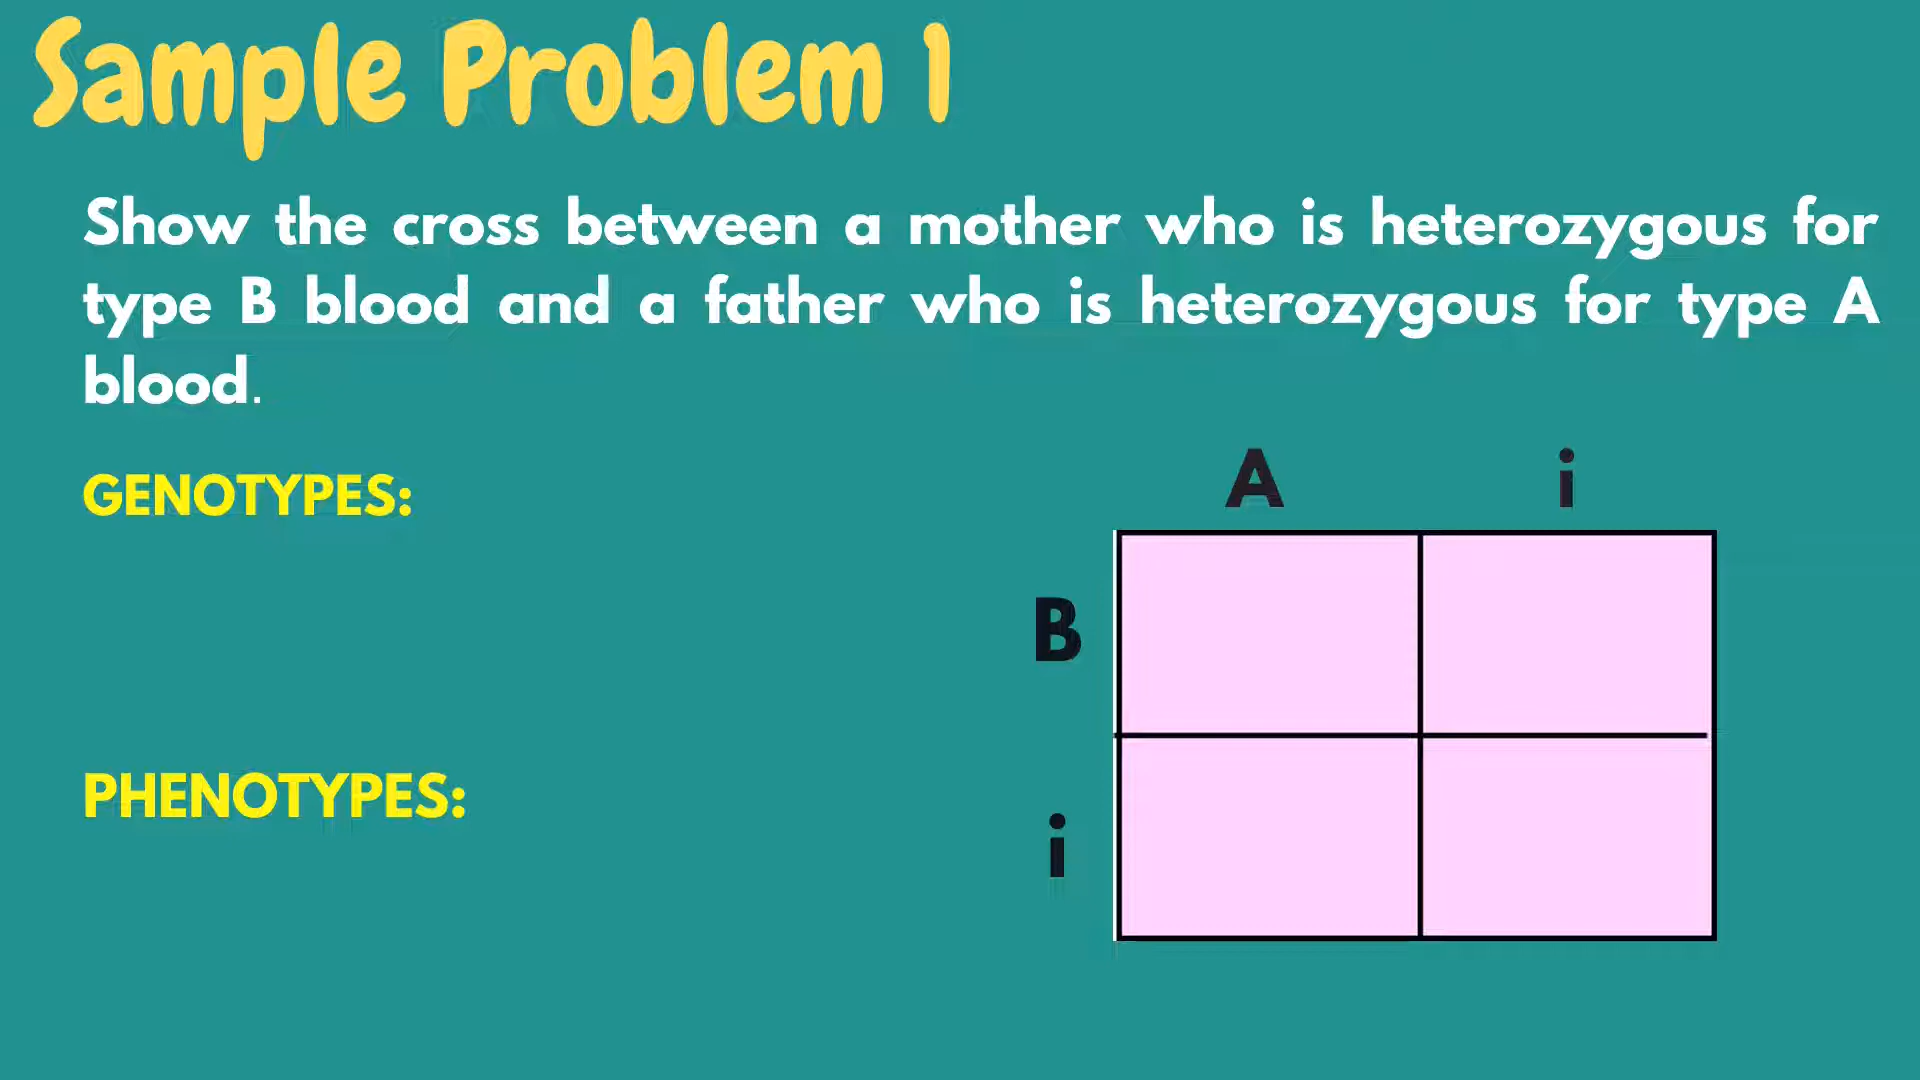 Sample Problem 1
Show the cross between a mother who is heterozygous for
type B blood and a father who is heterozygous for type A
blood.
GENOTYPES:
A i
B
PHENOTYPES:
i